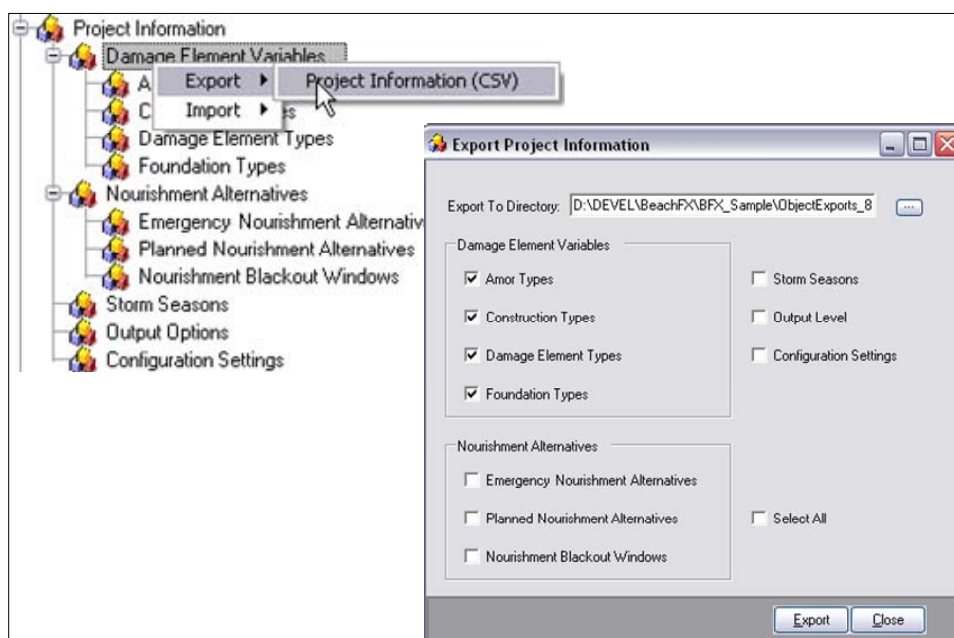 Project Information
Damage Element Variables
A
Export
Project Information (CSV)
C
Import
es
Damage Element Types
Foundation Types
Nourishment Alternatives
Emergency Nourishment Alternativ
Planned Nourishment Alternatives
Nourishment Blackout Windows
Storm Seasons
Output Options
Configuration Settings
Export Project Information
Export To Directory: D:\DEVEL\BeachFX\BFX_Sample\ObjectExports_8 ...
Damage Element Variables
Amor Types
Storm Seasons
Construction Types
Output Level
Damage Element Types
Configuration Settings
Foundation Types
Nourishment Alternatives
Emergency Nourishment Alternatives
Planned Nourishment Alternatives
Select All
Nourishment Blackout Windows
Export Close